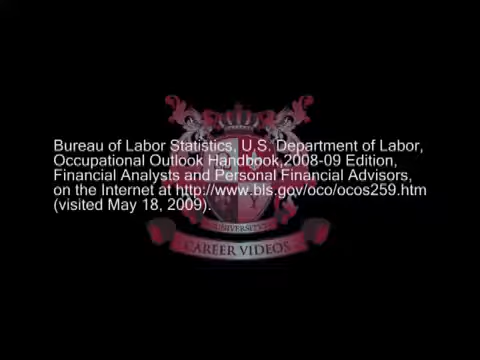 Bureau of Labor Statistics, U.S. Department of Labor,
Occupational Outlook Handbook,2008-09 Edition,
Financial Analysts and Personal Financial Advisors,
on the Internet at http://www.bls.gov/oco/ocos259.htm
(visited May 18, 2009).
UNIVERSITY
CAREER VIDEOS